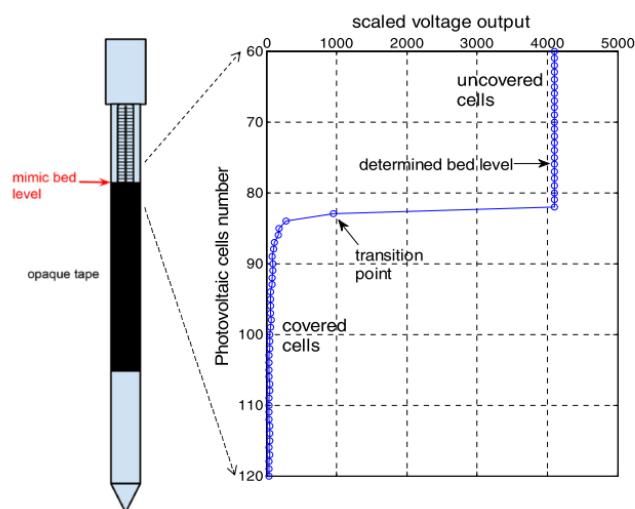 scaled voltage output
0 1000 2000 3000 4000 5000
60
70
80
90
100
110
120
Photovoltaic cells number
uncovered
cells
determined bed level
transition
point
covered
cells
mimic bed
level
opaque tape